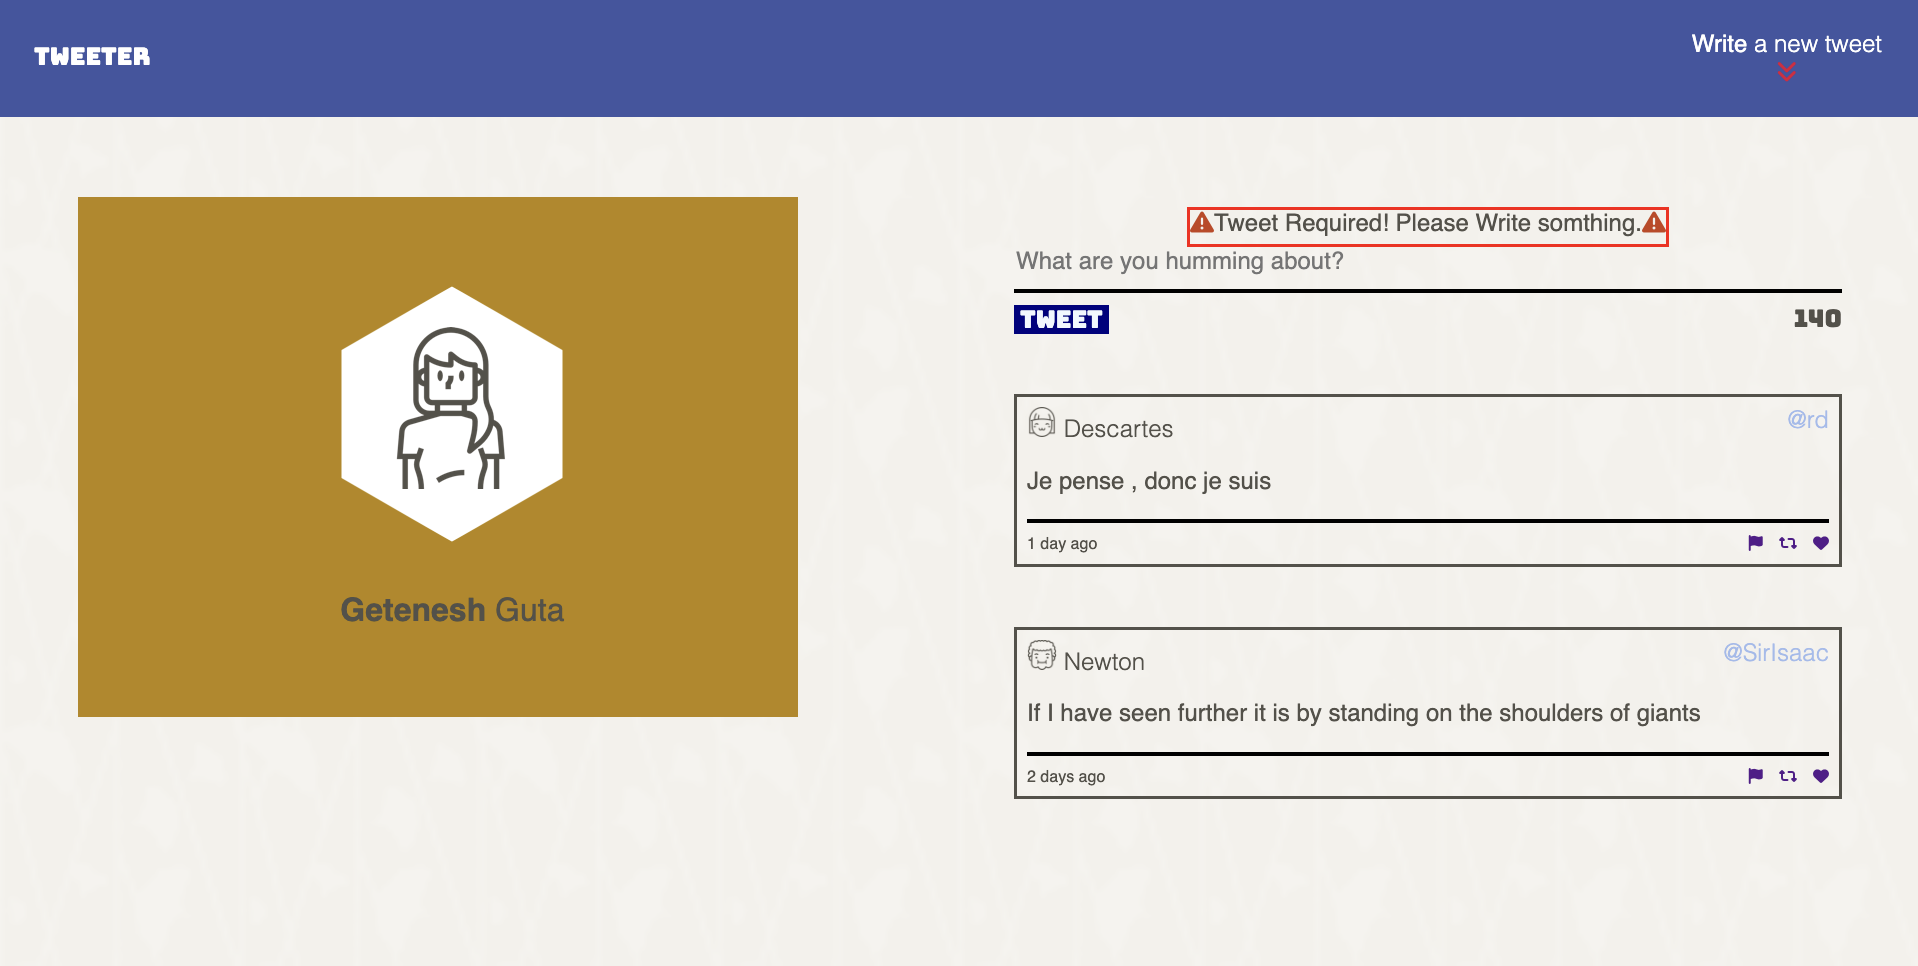 TWEETER
Write a new tweet
Getenesh Guta
Tweet Required! Please Write somthing.
What are you humming about?
TWEET
140
Descartes
@rd
Je pense , donc je suis
1 day ago
Newton
@SirIsaac
If I have seen further it is by standing on the shoulders of giants
2 days ago